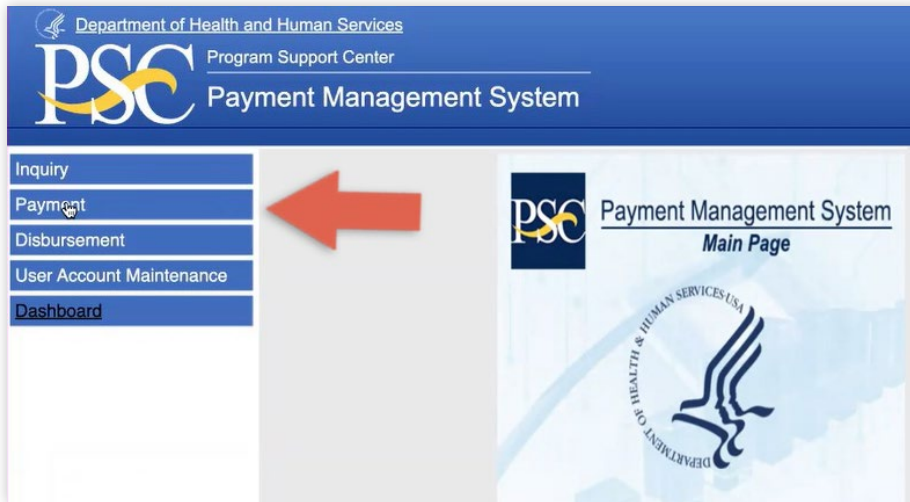 Department of Health and Human Services
PSC
Program Support Center
Payment Management System
Inquiry
Payment
Disbursement
User Account Maintenance
Dashboard
PSC
Payment Management System
Main Page
DEPARTMENT OF HEALTH & HUMAN SERVICES·USA